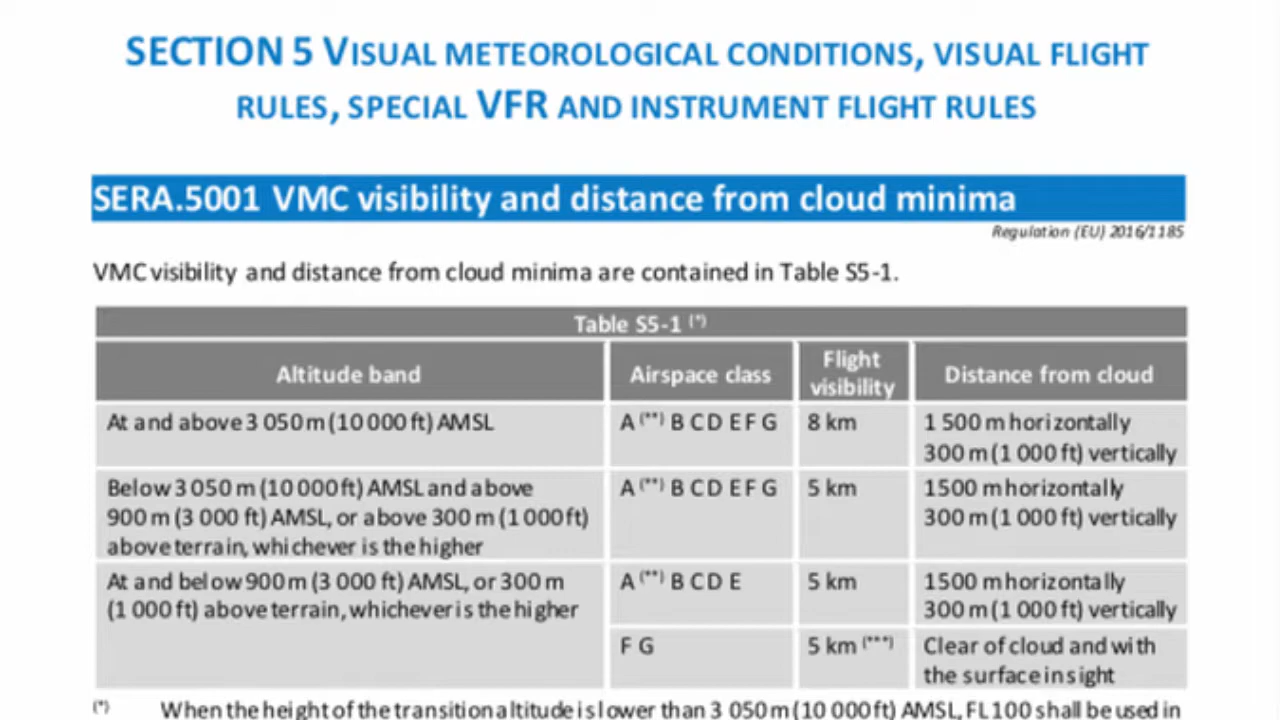 SECTION 5 VISUAL METEOROLOGICAL CONDITIONS, VISUAL FLIGHT
RULES, SPECIAL VFR AND INSTRUMENT FLIGHT RULES
SERA.5001 VMC visibility and distance from cloud minima
Regulation (EU) 2016/1185
VMC visibility and distance from cloud minima are contained in Table S5-1.
Table S5-1 (*)
Altitude band
Airspace class
Flight
visibility
Distance from cloud
At and above 3 050 m (10 000 ft) AMSL
A (**) B C D E F G
8 km
1 500 m horizontally
300 m (1 000 ft) vertically
Below 3 050 m (10 000 ft) AMSL and above
900 m (3 000 ft) AMSL, or above 300 m (1 000 ft)
above terrain, whichever is the higher
A (**) B C D E F G
5 km
1500 m horizontally
300 m (1 000 ft) vertically
At and below 900 m (3 000 ft) AMSL, or 300 m
(1 000 ft) above terrain, whichever is the higher
A (**) B C D E
5 km
1500 m horizontally
300 m (1 000 ft) vertically
F G
5 km (***)
Clear of cloud and with
the surface in sight
(*) When the height of the transition altitude is lower than 3 050 m (10 000 ft) AMSL, FL 100 shall be used in